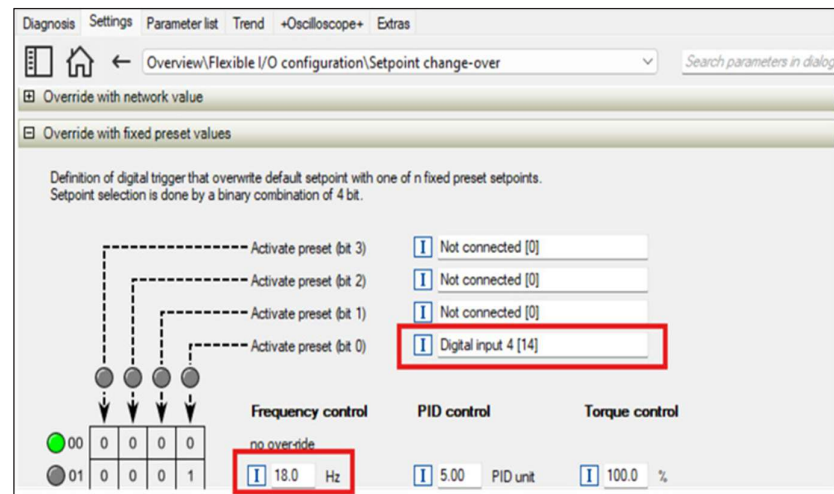 Diagnosis Settings Parameter list Trend +Oscilloscope+ Extras
Overview\Flexible I/O configuration\Setpoint change-over Search parameters in dialog
Override with network value
Override with fixed preset values
Definition of digital trigger that overwrite default setpoint with one of n fixed preset setpoints.
Setpoint selection is done by a binary combination of 4 bit.
Activate preset (bit 3) I Not connected [0]
Activate preset (bit 2) I Not connected [0]
Activate preset (bit 1) I Not connected [0]
Activate preset (bit 0) I Digital input 4 [14]
Frequency control PID control Torque control
00 0 0 0 0 no over-ride
01 0 0 0 1 I 18.0 Hz I 5.00 PID unit I 100.0 %